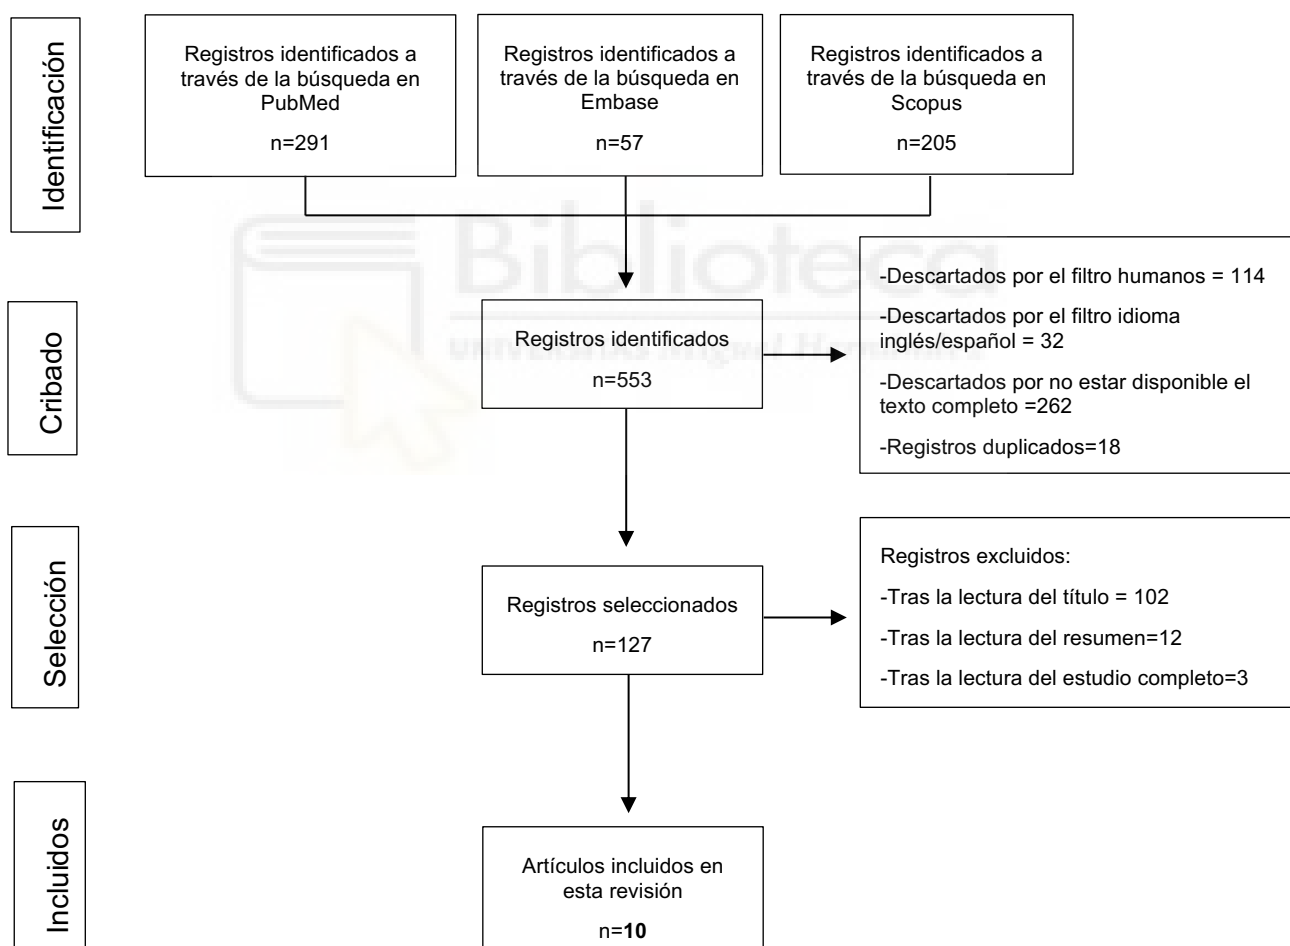 Identificación
Registros identificados a
través de la búsqueda en
PubMed
n=291
Registros identificados a
través de la búsqueda en
Embase
n=57
Registros identificados a
través de la búsqueda en
Scopus
n=205
Biblioteca
UNIVERSITAS Miguel Hernández
Cribado
Registros identificados
n=553
-Descartados por el filtro humanos = 114
-Descartados por el filtro idioma
inglés/español = 32
-Descartados por no estar disponible el
texto completo =262
-Registros duplicados=18
Selección
Registros seleccionados
n=127
Registros excluidos:
-Tras la lectura del título = 102
-Tras la lectura del resumen=12
-Tras la lectura del estudio completo=3
Incluidos
Artículos incluidos en
esta revisión
n=10